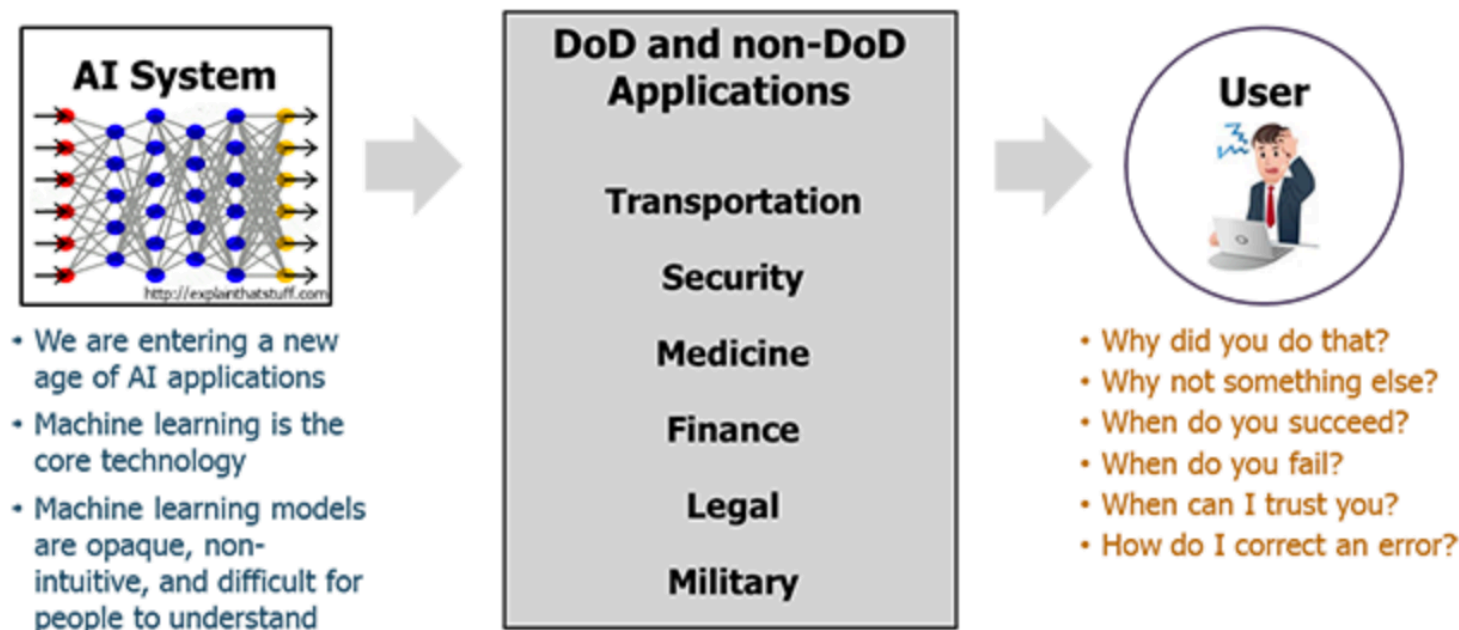 AI System
http://explainthatstuff.com
• We are entering a new
age of AI applications
• Machine learning is the
core technology
• Machine learning models
are opaque, non-
intuitive, and difficult for
people to understand
DoD and non-DoD
Applications
Transportation
Security
Medicine
Finance
Legal
Military
User
• Why did you do that?
• Why not something else?
• When do you succeed?
• When do you fail?
• When can I trust you?
• How do I correct an error?